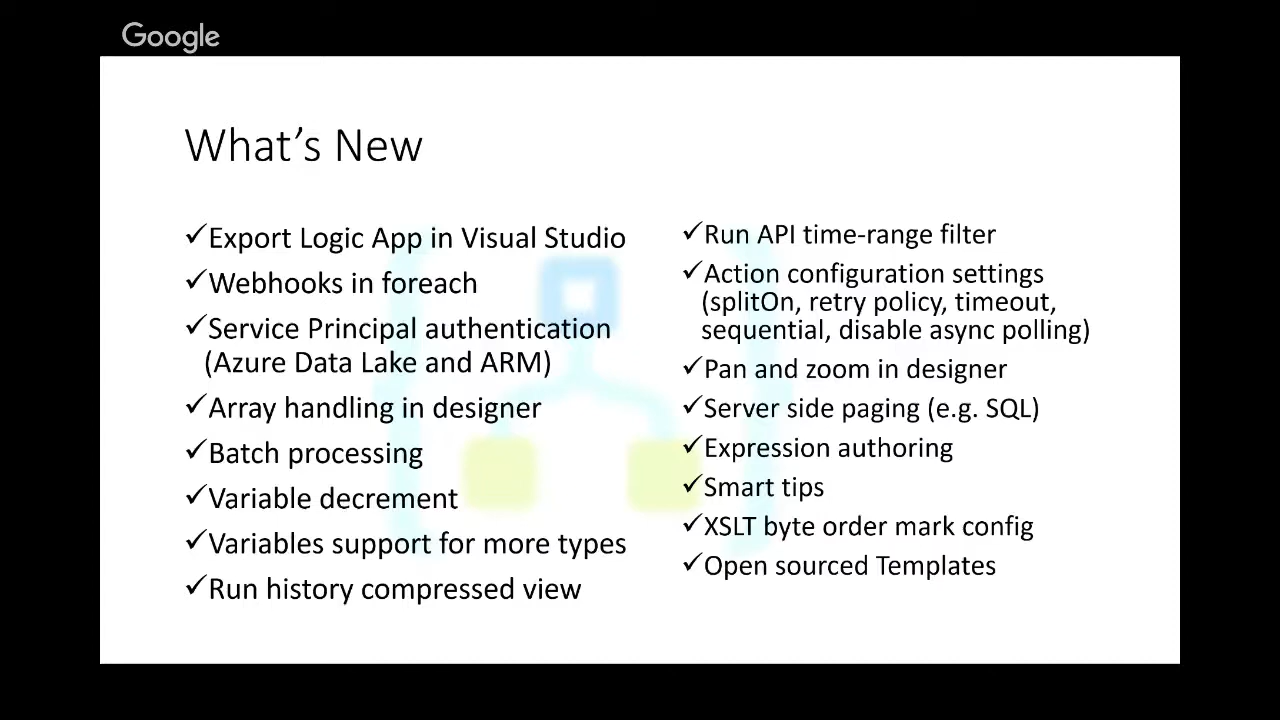 Google
What's New
✓Export Logic App in Visual Studio
✓Webhooks in foreach
✓Service Principal authentication
(Azure Data Lake and ARM)
✓Array handling in designer
✓Batch processing
✓Variable decrement
✓Variables support for more types
✓Run history compressed view
✓Run API time-range filter
✓Action configuration settings
(splitOn, retry policy, timeout,
sequential, disable async polling)
✓Pan and zoom in designer
✓Server side paging (e.g. SQL)
✓Expression authoring
✓Smart tips
✓XSLT byte order mark config
✓Open sourced Templates